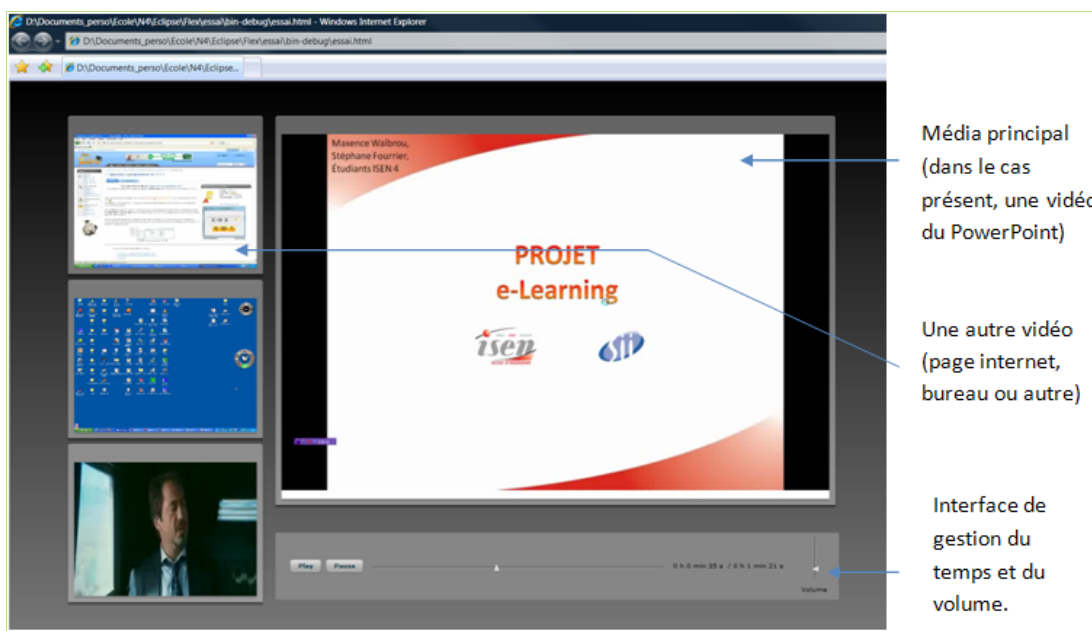 D:\Documents_perso\Ecole\N4\Eclipse\Flex\essai\bin-debug\essai.html - Windows Internet Explorer
D:\Documents_perso\Ecole\N4\Eclipse\Flex\essai\bin-debug\essai.html
D:\Documents_perso\Ecole\N4\Eclipse...
Maxence Walbrou,
Stéphane Fourrier,
Étudiants ISEN 4
PROJET
e-Learning
isen
Play
Pause
0 h 0 min 35 s / 0 h 1 min 21 s
Volume
Média principal
(dans le cas
présent, une vidéo
du PowerPoint)
Une autre vidéo
(page internet,
bureau ou autre)
Interface de
gestion du
temps et du
volume.